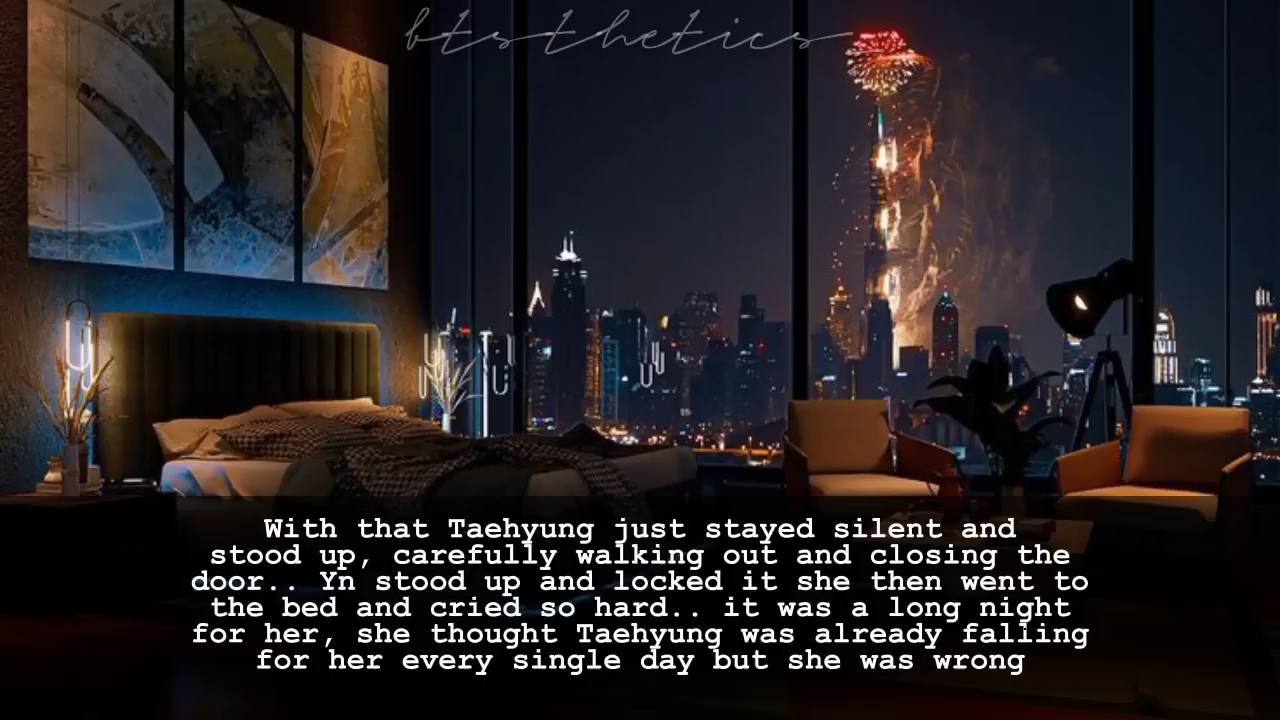 btsthetics
With that Taehyung just stayed silent and
stood up, carefully walking out and closing the
door.. Yn stood up and locked it she then went to
the bed and cried so hard.. it was a long night
for her, she thought Taehyung was already falling
for her every single day but she was wrong